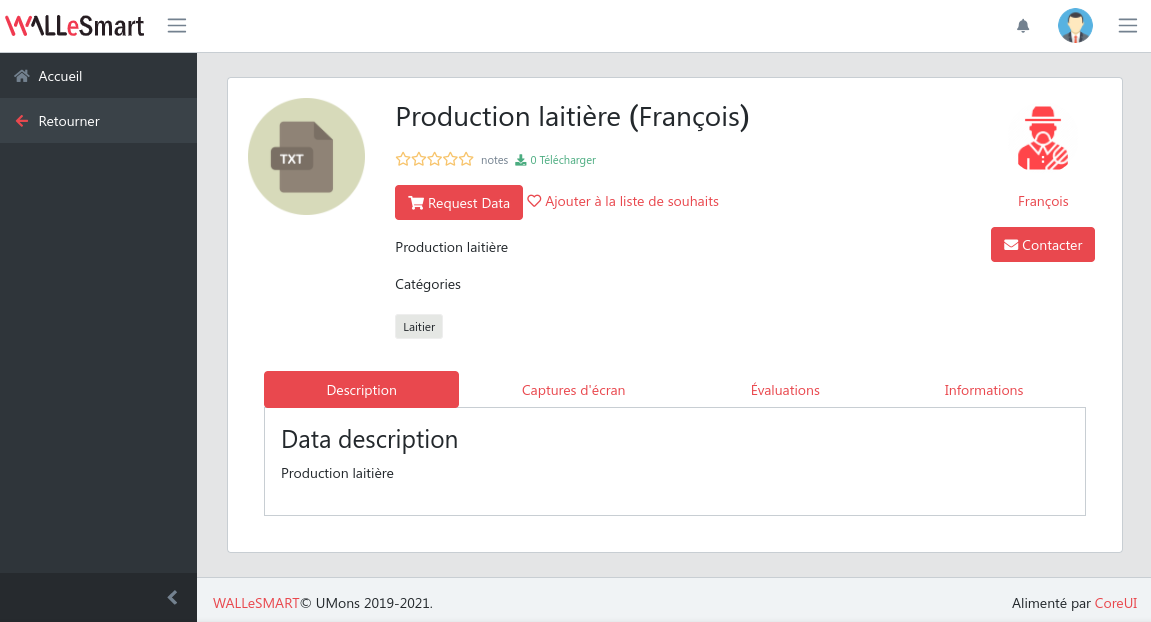 WALLeSmart
Accueil
Retourner
TXT
Production laitière (François)
notes 0 Télécharger
Request Data Ajouter à la liste de souhaits
François
Contacter
Production laitière
Catégories
Laitier
Description Captures d'écran Évaluations Informations
Data description
Production laitière
WALLeSMART© UMons 2019-2021. Alimenté par CoreUI